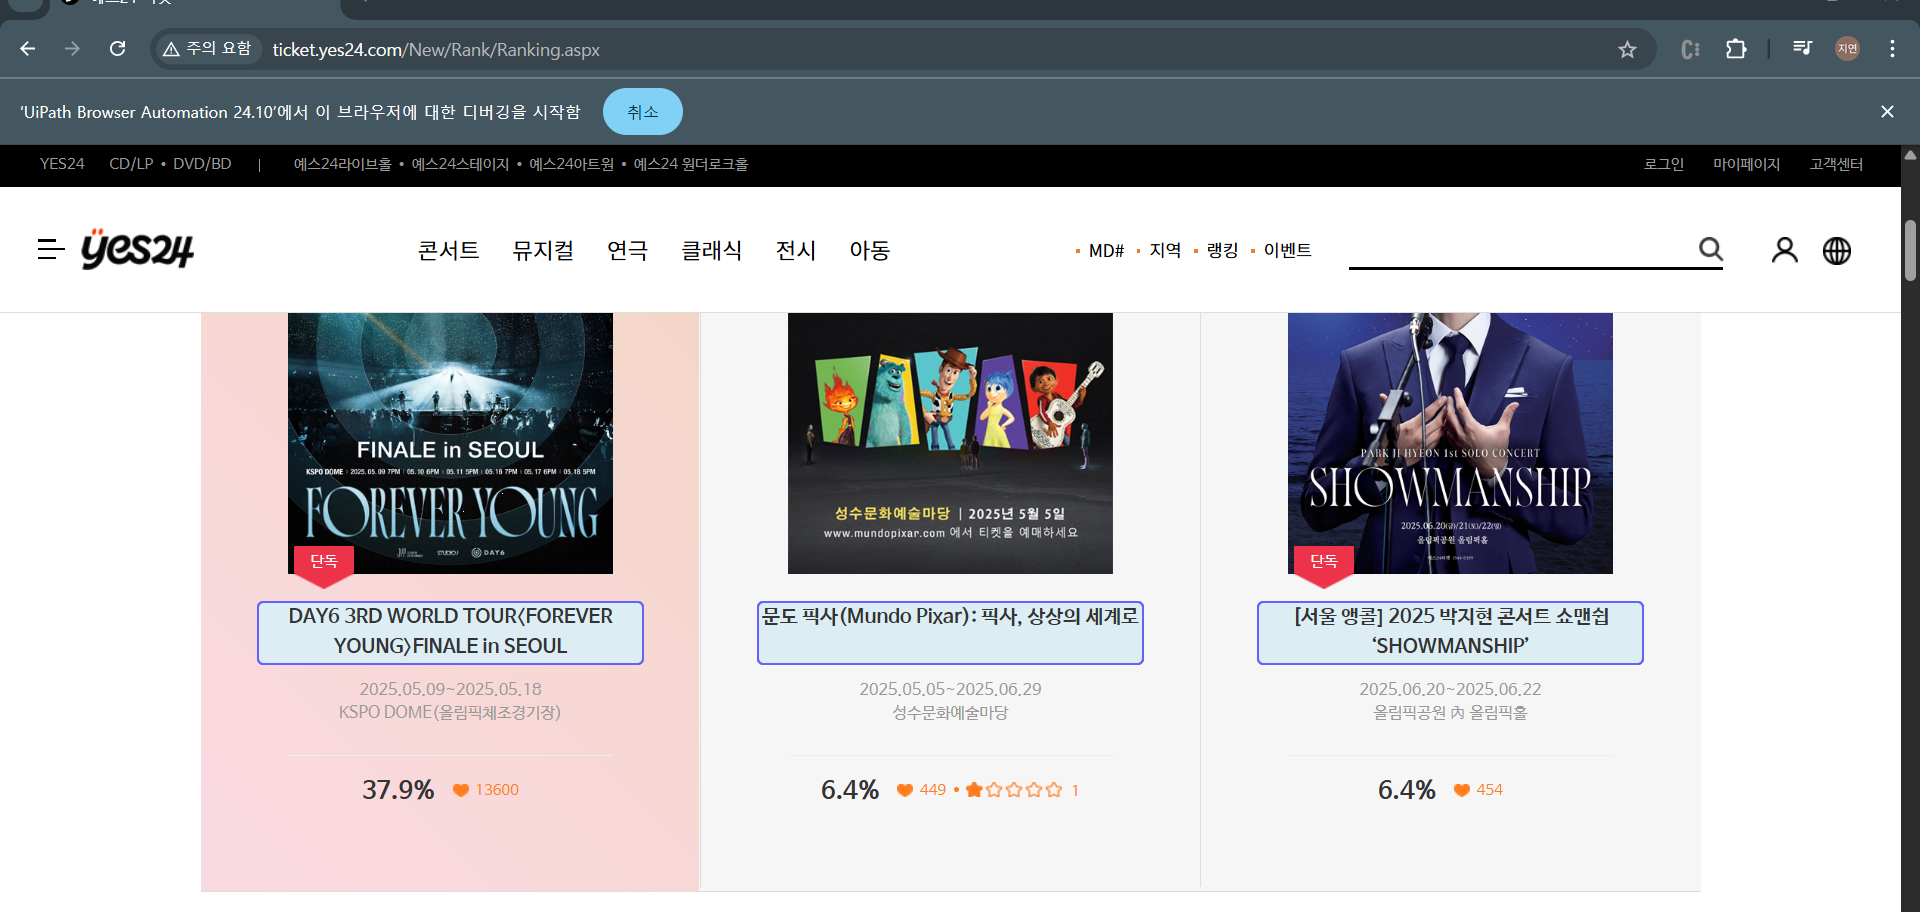 주의 요함 ticket.yes24.com/New/Rank/Ranking.aspx 지연
'UiPath Browser Automation 24.10'에서 이 브라우저에 대한 디버깅을 시작함 취소
YES24 CD/LP • DVD/BD | 예스24라이브홀 • 예스24스테이지 • 예스24아트원 • 예스24 원더로크홀 로그인 마이페이지 고객센터
yes24 콘서트 뮤지컬 연극 클래식 전시 아동 MD# 지역 랭킹 이벤트
FINALE in SEOUL
KSPO DOME | 2025. 05. 09 7PM | 05. 10 6PM | 05. 11 5PM | 05. 16 7PM | 05. 17 6PM | 05. 18 5PM
FOREVER YOUNG
STUDIO J DAY6
단독
DAY6 3RD WORLD TOUR〈FOREVER
YOUNG〉FINALE in SEOUL
2025.05.09~2025.05.18
KSPO DOME(올림픽체조경기장)
37.9% 13600
성수문화예술마당 | 2025년 5월 5일
www.mundopixar.com 에서 티켓을 예매하세요
문도 픽사(Mundo Pixar): 픽사, 상상의 세계로
2025.05.05~2025.06.29
성수문화예술마당
6.4% 449 • 1
PARK JI HYEON 1st SOLO CONCERT
SHOWMANSHIP
2025.06.20(금)/21(토)/22(일)
올림픽공원 올림픽홀
단독
[서울 앵콜] 2025 박지현 콘서트 쇼맨쉽
‘SHOWMANSHIP’
2025.06.20~2025.06.22
올림픽공원 內 올림픽홀
6.4% 454